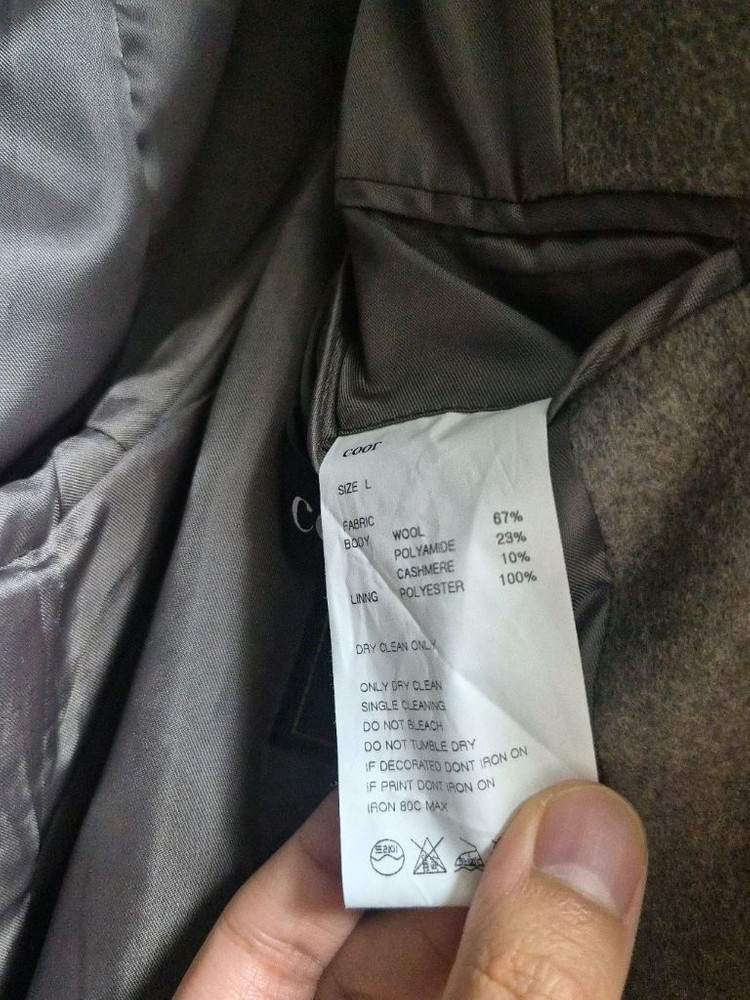 coor
SIZE L
FABRIC
BODY WOOL 67%
POLYAMIDE 23%
CASHMERE 10%
LINNG POLYESTER 100%
DRY CLEAN ONLY
ONLY DRY CLEAN
SINGLE CLEANING
DO NOT BLEACH
DO NOT TUMBLE DRY
IF DECORATED DONT IRON ON
IF PRINT DONT IRON ON
IRON 80C MAX